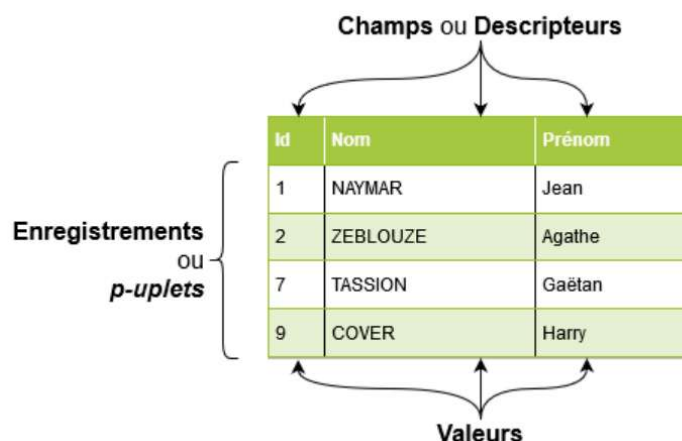 Champs ou Descripteurs
Id Nom Prénom
1 NAYMAR Jean
Enregistrements
ou
p-uplets
2 ZEBLOUZE Agathe
7 TASSION Gaëtan
9 COVER Harry
Valeurs